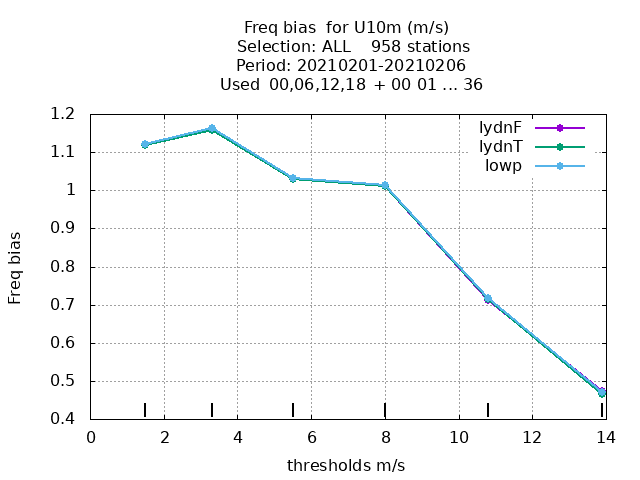 Freq bias  for U10m (m/s)
Selection: ALL    958 stations
Period: 20210201-20210206
Used  00,06,12,18  + 00 01 ... 36
lydnF
lydnT
lowp
1.2
1.1
1
0.9
0.8
0.7
0.6
0.5
0.4
Freq bias
0 2 4 6 8 10 12 14
thresholds m/s